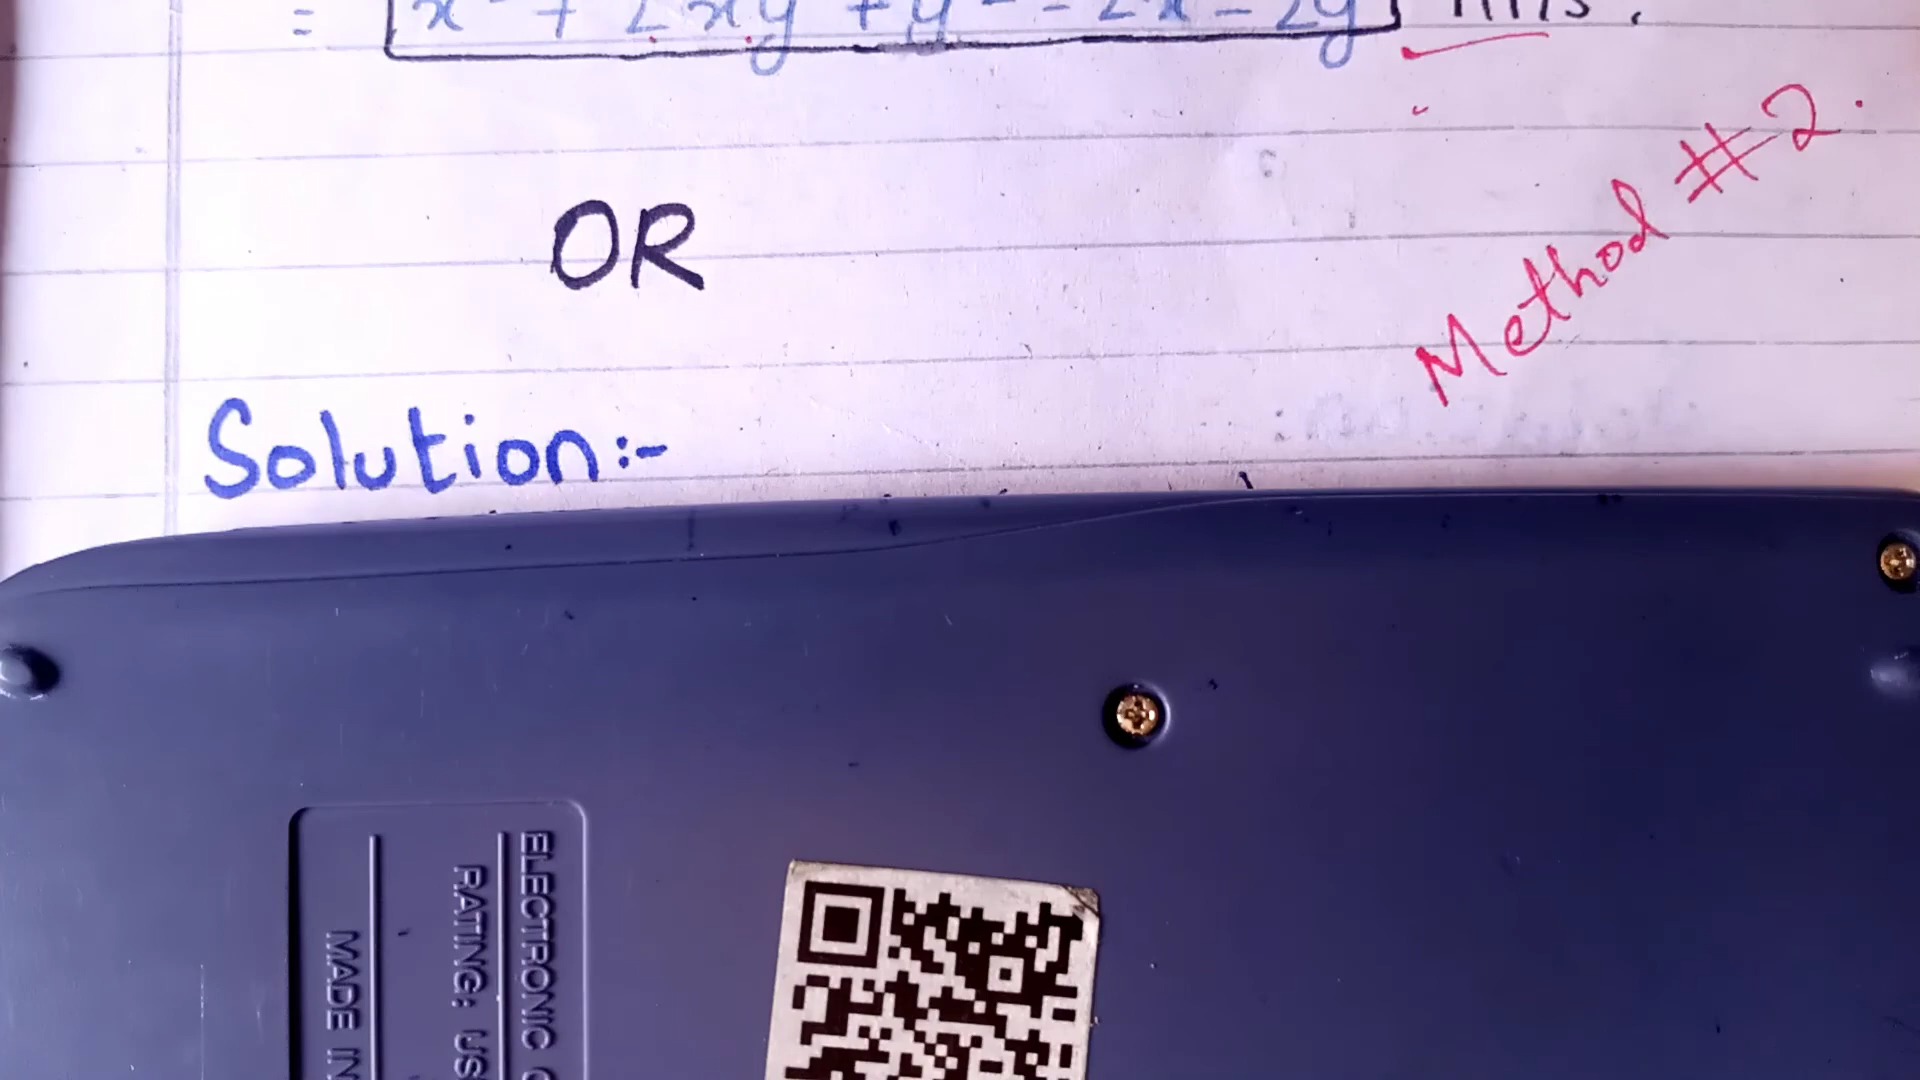 = x² + 2xy + y² - 2x - 2y Ans.
OR
Method #2.
Solution:-
ELECTRONIC
RATING:
MADE IN